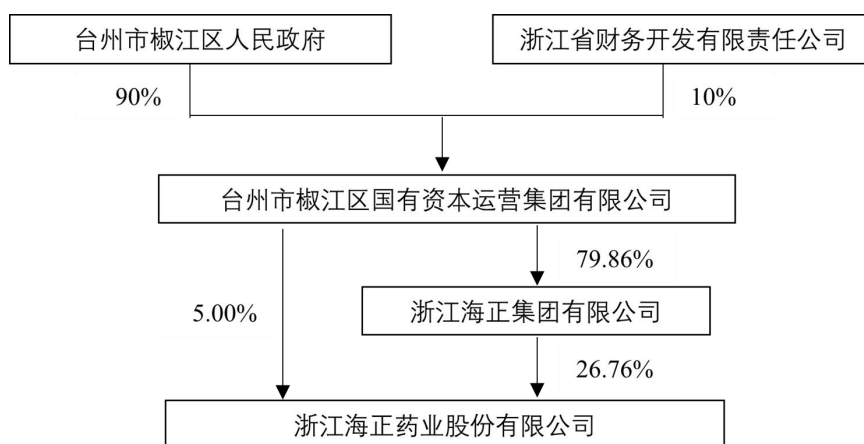 台州市椒江区人民政府
浙江省财务开发有限责任公司
90%
10%
台州市椒江区国有资本运营集团有限公司
79.86%
5.00%
浙江海正集团有限公司
26.76%
浙江海正药业股份有限公司